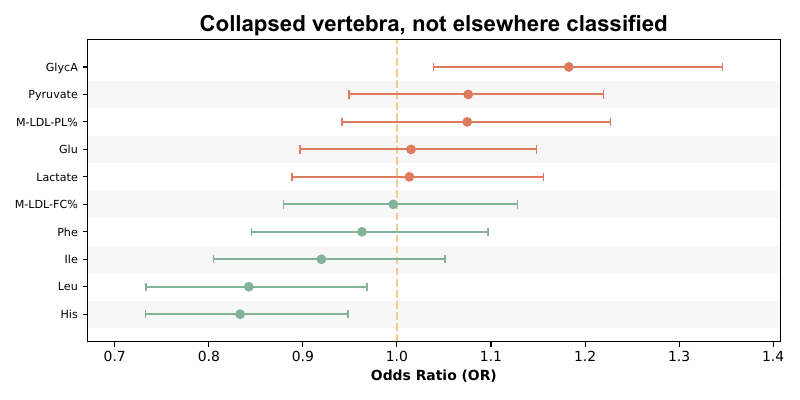 Collapsed vertebra, not elsewhere classified
GlycA
Pyruvate
M-LDL-PL%
Glu
Lactate
M-LDL-FC%
Phe
Ile
Leu
His
0.7 0.8 0.9 1.0 1.1 1.2 1.3 1.4
Odds Ratio (OR)